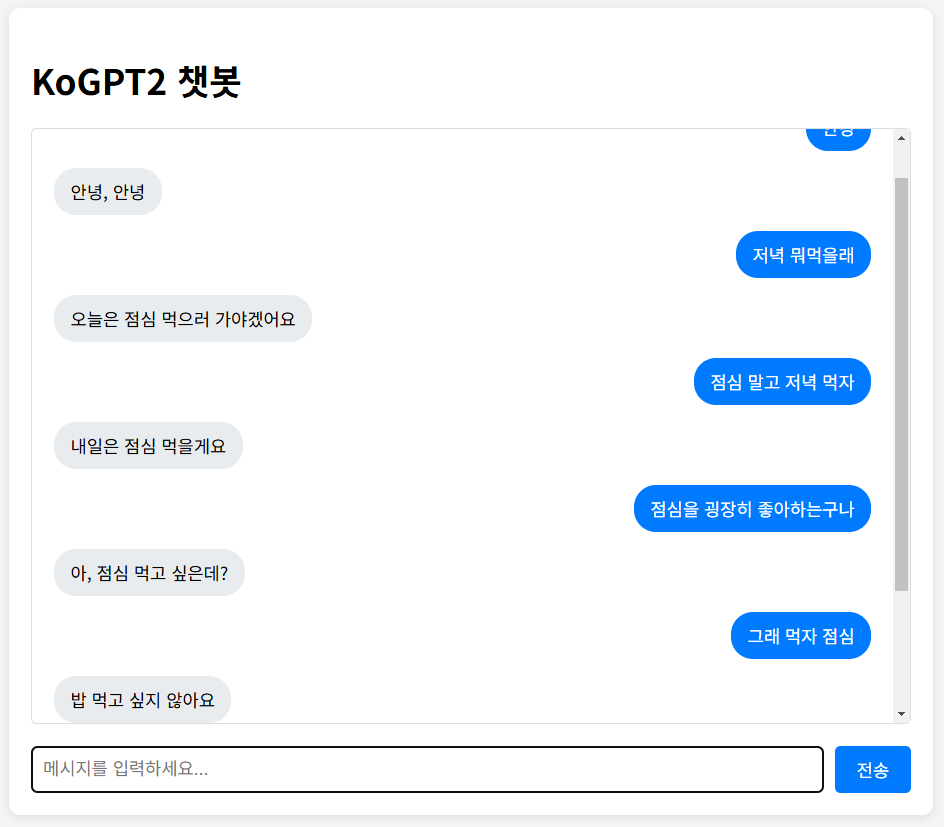 KoGPT2 챗봇
안녕
안녕, 안녕
저녁 뭐먹을래
오늘은 점심 먹으러 가야겠어요
점심 말고 저녁 먹자
내일은 점심 먹을게요
점심을 굉장히 좋아하는구나
아, 점심 먹고 싶은데?
그래 먹자 점심
밥 먹고 싶지 않아요
메시지를 입력하세요...
전송